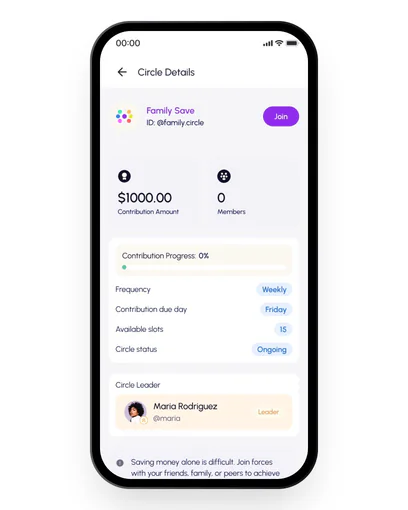 00:00
Circle Details
Family Save
ID: @family.circle
Join
$1000.00
Contribution Amount
0
Members
Contribution Progress: 0%
Frequency
Weekly
Contribution due day
Friday
Available slots
15
Circle status
Ongoing
Circle Leader
Maria Rodriguez
@maria
Leader
Saving money alone is difficult. Join forces
with your friends, family, or peers to achieve